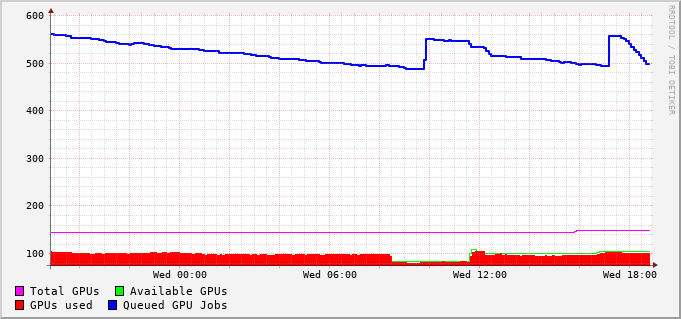 600
500
400
300
200
100
Wed 00:00
Wed 06:00
Wed 12:00
Wed 18:00
Total GPUs
Available GPUs
GPUs used
Queued GPU Jobs
RRDTOOL / TOBI OETIKER